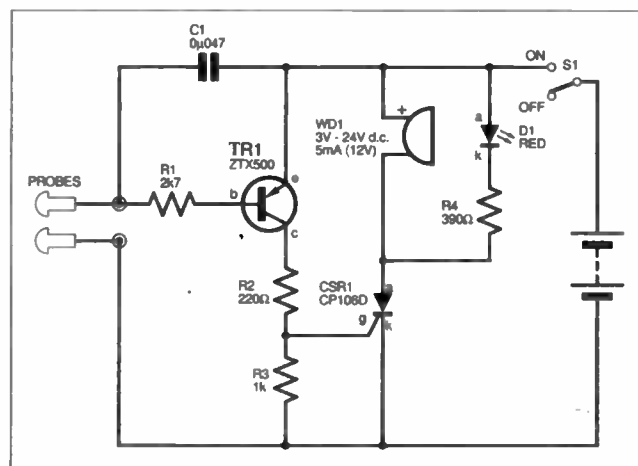 C1
0µ047
ON
S1
OFF
WD1
3V - 24V d.c.
5mA (12V)
+
a
D1
RED
k
TR1
ZTX500
PROBES
R1
2k7
b
e
c
R4
390Ω
R2
220Ω
CSR1
CP106D
a
g
k
R3
1k